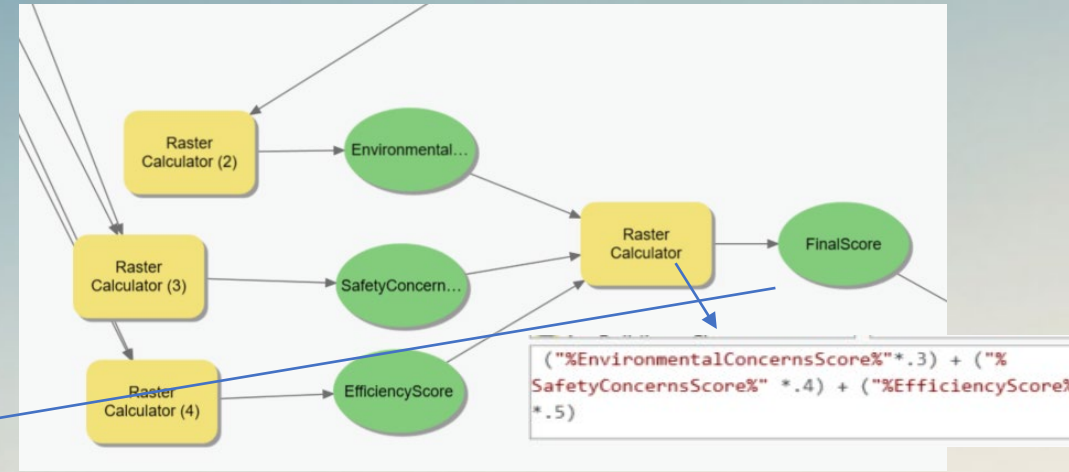 Raster
Calculator (2)
Environmental...
Raster
Calculator (3)
SafetyConcern...
Raster
Calculator (4)
EfficiencyScore
Raster
Calculator
FinalScore
("%EnvironmentalConcernsScore%"*.3) + ("%
SafetyConcernsScore%" *.4) + ("%EfficiencyScore%
*.5)